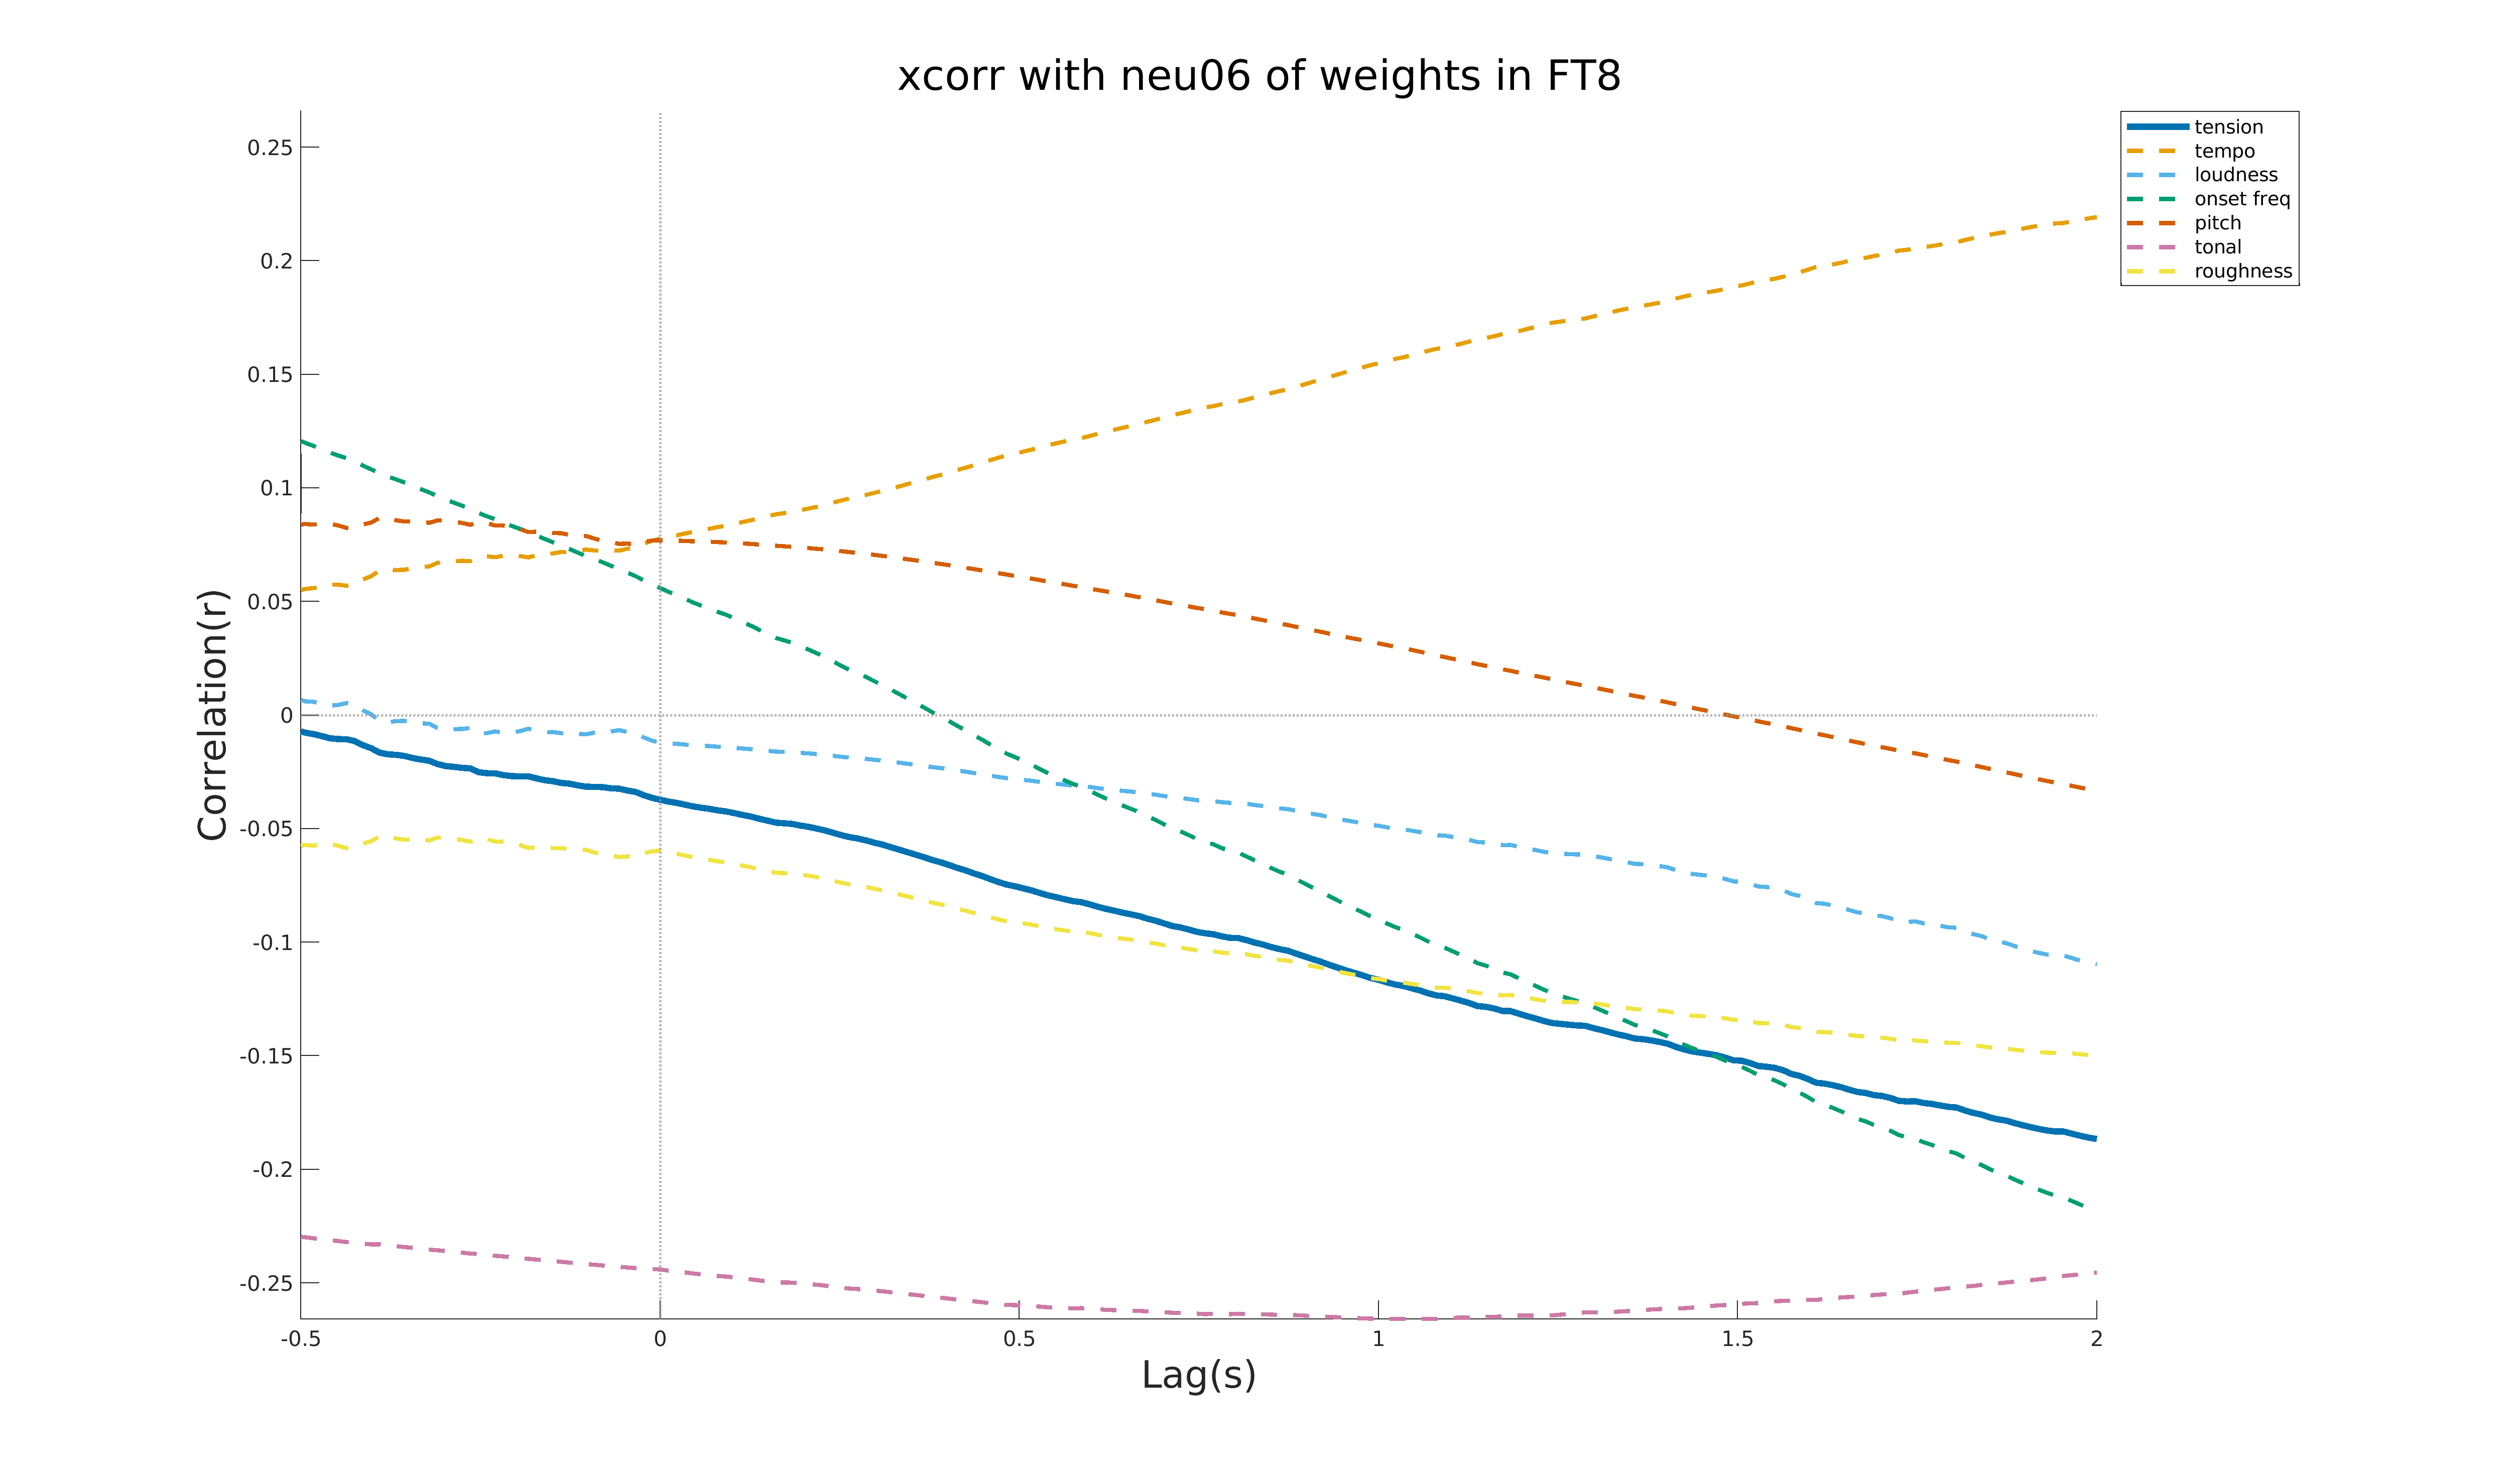 xcorr with neu06 of weights in FT8
tension
tempo
loudness
onset freq
pitch
tonal
roughness
Correlation(r)
0.25
0.2
0.15
0.1
0.05
0
-0.05
-0.1
-0.15
-0.2
-0.25
-0.5
0
0.5
1
1.5
2
Lag(s)